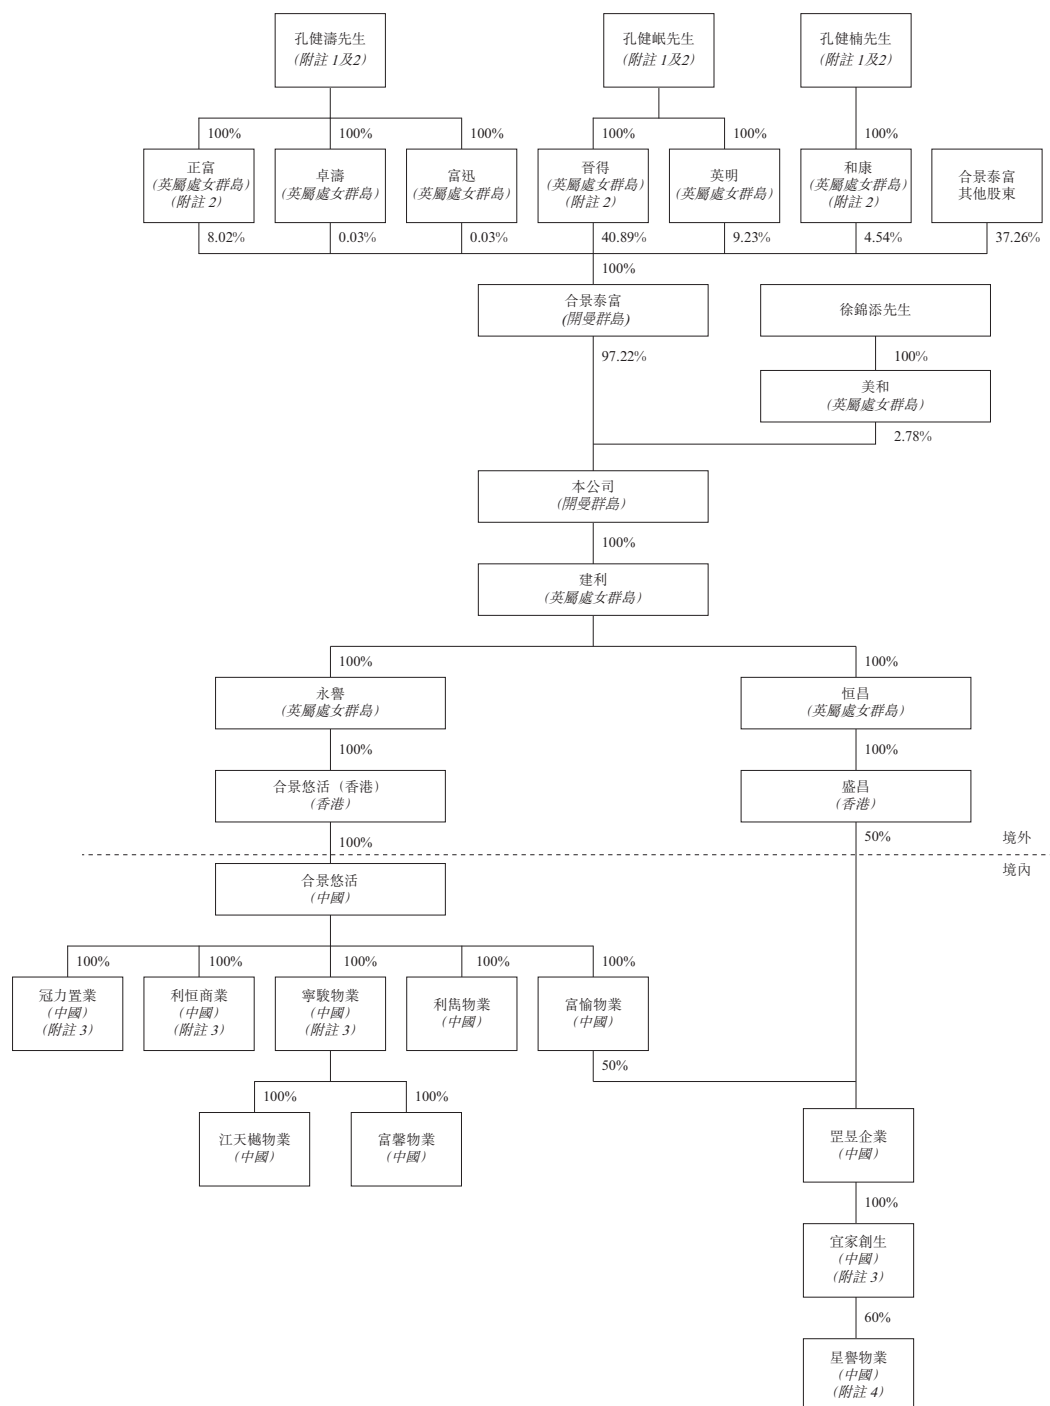 孔健濤先生
（附註 1及2）
孔健岷先生
（附註 1及2）
孔健楠先生
（附註 1及2）
100%
100%
100%
100%
100%
100%
正富
（英屬處女群島）
（附註 2）
卓濤
（英屬處女群島）
富迅
（英屬處女群島）
晉得
（英屬處女群島）
（附註 2）
英明
（英屬處女群島）
和康
（英屬處女群島）
（附註 2）
合景泰富
其他股東
8.02%
0.03%
0.03%
40.89%
9.23%
4.54%
37.26%
100%
合景泰富
(開曼群島)
徐錦添先生
97.22%
100%
美和
（英屬處女群島）
2.78%
本公司
（開曼群島）
100%
建利
（英屬處女群島）
100%
100%
永譽
（英屬處女群島）
恒昌
（英屬處女群島）
100%
100%
合景悠活（香港）
（香港）
盛昌
（香港）
100%
50%
境外
境內
合景悠活
（中國）
100%
100%
100%
100%
100%
冠力置業
（中國）
（附註 3）
利恒商業
（中國）
（附註 3）
寧駿物業
（中國）
（附註 3）
利雋物業
（中國）
富愉物業
（中國）
50%
100%
100%
江天樾物業
（中國）
富馨物業
（中國）
罡昱企業
（中國）
100%
宜家創生
（中國）
（附註 3）
60%
星譽物業
（中國）
（附註 4）